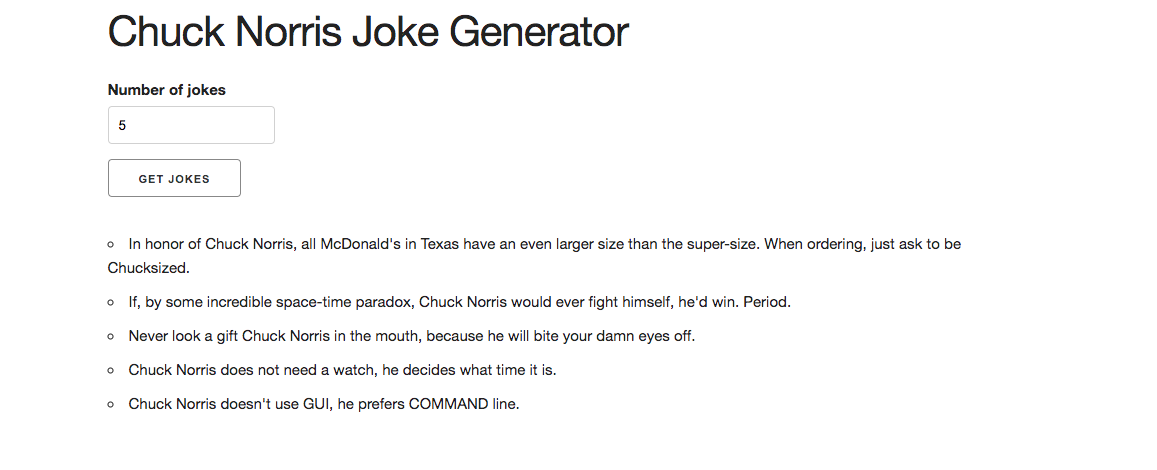 Chuck Norris Joke Generator
Number of jokes
5
GET JOKES
In honor of Chuck Norris, all McDonald's in Texas have an even larger size than the super-size. When ordering, just ask to be
Chucksized.
If, by some incredible space-time paradox, Chuck Norris would ever fight himself, he'd win. Period.
Never look a gift Chuck Norris in the mouth, because he will bite your damn eyes off.
Chuck Norris does not need a watch, he decides what time it is.
Chuck Norris doesn't use GUI, he prefers COMMAND line.